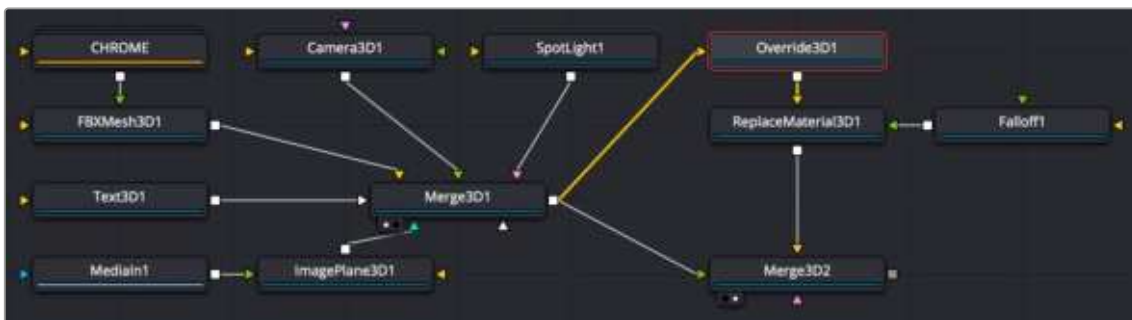 CHROME
Camera3D1
SpotLight1
Override3D1
FBXMesh3D1
ReplaceMaterial3D1
Falloff1
Text3D1
Merge3D1
MediaIn1
ImagePlane3D1
Merge3D2